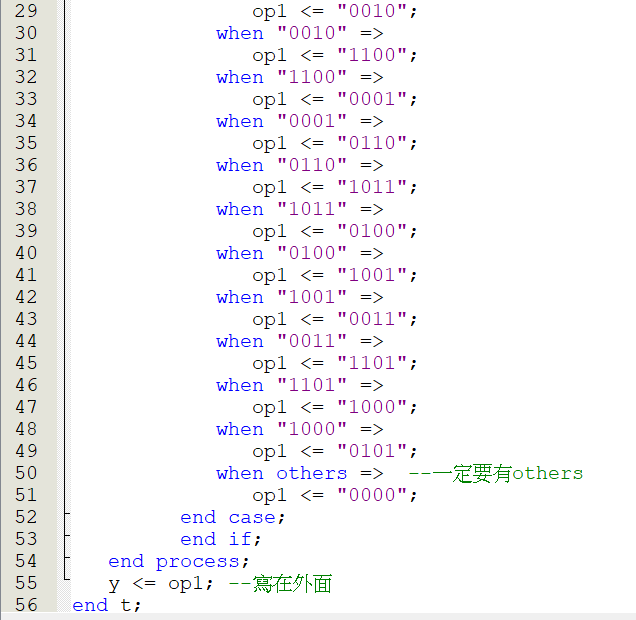 29 op1 <= "0010";
30 when "0010" =>
31 op1 <= "1100";
32 when "1100" =>
33 op1 <= "0001";
34 when "0001" =>
35 op1 <= "0110";
36 when "0110" =>
37 op1 <= "1011";
38 when "1011" =>
39 op1 <= "0100";
40 when "0100" =>
41 op1 <= "1001";
42 when "1001" =>
43 op1 <= "0011";
44 when "0011" =>
45 op1 <= "1101";
46 when "1101" =>
47 op1 <= "1000";
48 when "1000" =>
49 op1 <= "0101";
50 when others => --一定要有others
51 op1 <= "0000";
52 end case;
53 end if;
54 end process;
55 y <= op1; --寫在外面
56 end t;